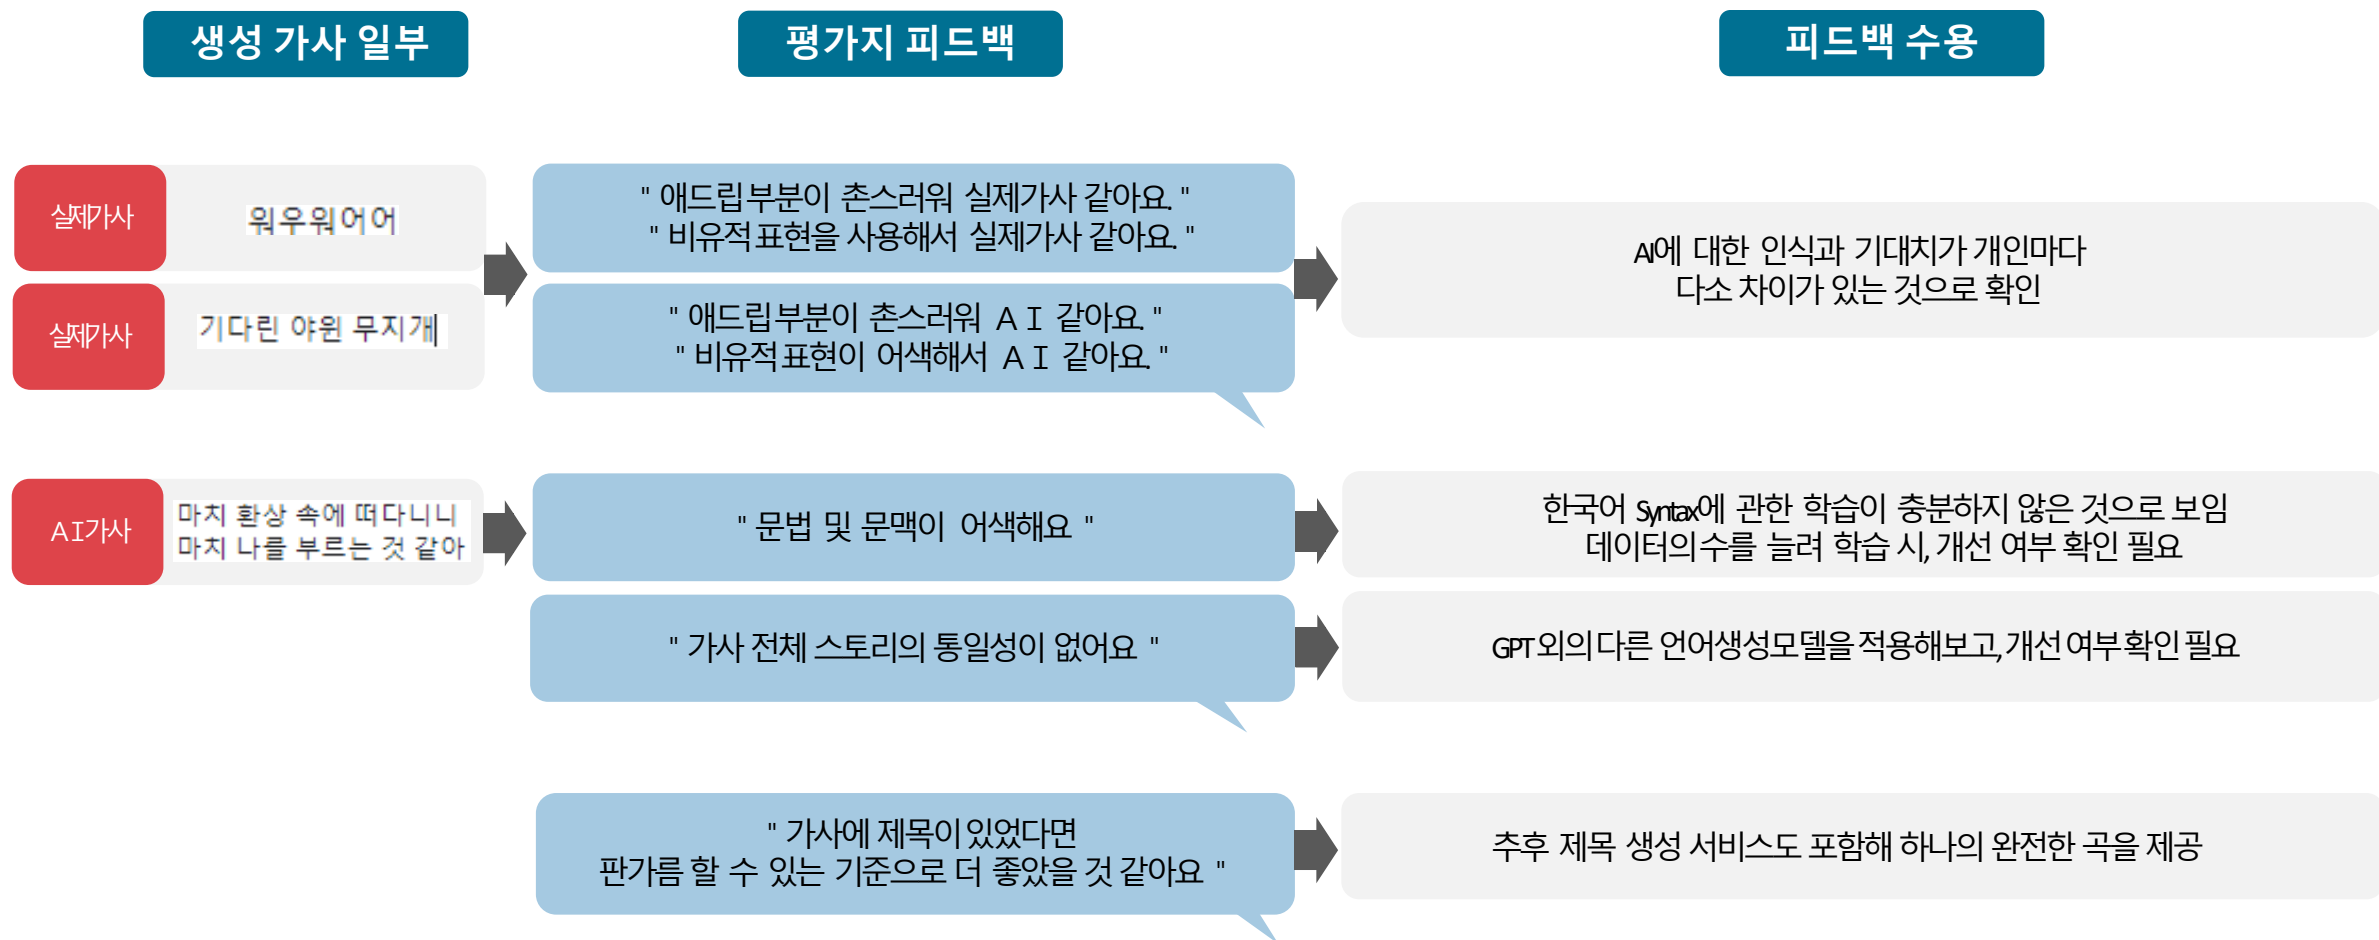 생성 가사 일부
평가지 피드백
피드백 수용
실제가사
워우워어어
실제가사
기다린 야윈 무지개
" 애드립부분이 촌스러워 실제가사 같아요. "
" 비유적 표현을 사용해서 실제가사 같아요. "
" 애드립부분이 촌스러워 A I 같아요. "
" 비유적 표현이 어색해서 A I 같아요. "
AI에 대한 인식과 기대치가 개인마다
다소 차이가 있는 것으로 확인
A I 가사
마치 환상 속에 떠다니니
마치 나를 부르는 것 같아
" 문법 및 문맥이 어색해요 "
한국어 Syntax에 관한 학습이 충분하지 않은 것으로 보임
데이터의 수를 늘려 학습 시, 개선 여부 확인 필요
" 가사 전체 스토리의 통일성이 없어요 "
GPT 외의 다른 언어생성모델을 적용해보고, 개선 여부 확인 필요
" 가사에 제목이 있었다면
판가름 할 수 있는 기준으로 더 좋았을 것 같아요 "
추후 제목 생성 서비스도 포함해 하나의 완전한 곡을 제공